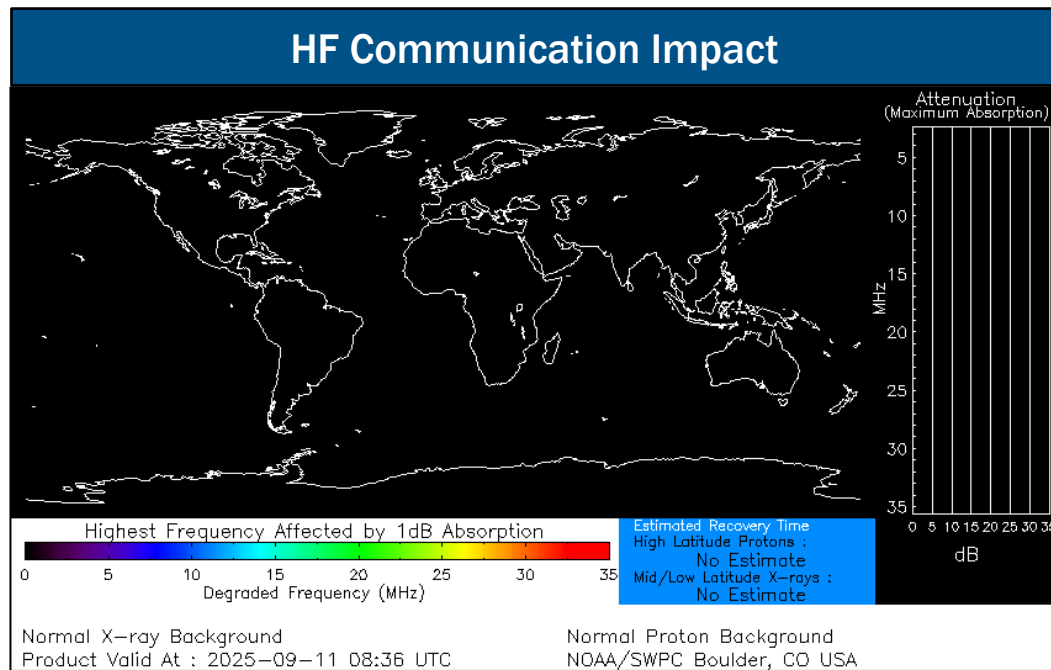 HF Communication Impact
Attenuation
(Maximum Absorption)
5
10
15
20
25
30
35
MHz
0 5 10 15 20 25 30 35
dB
Highest Frequency Affected by 1dB Absorption
0 5 10 15 20 25 30 35
Degraded Frequency (MHz)
Estimated Recovery Time
High Latitude Protons :
No Estimate
Mid/Low Latitude X-rays :
No Estimate
Normal X-ray Background
Normal Proton Background
Product Valid At : 2025-09-11 08:36 UTC
NOAA/SWPC Boulder, CO USA